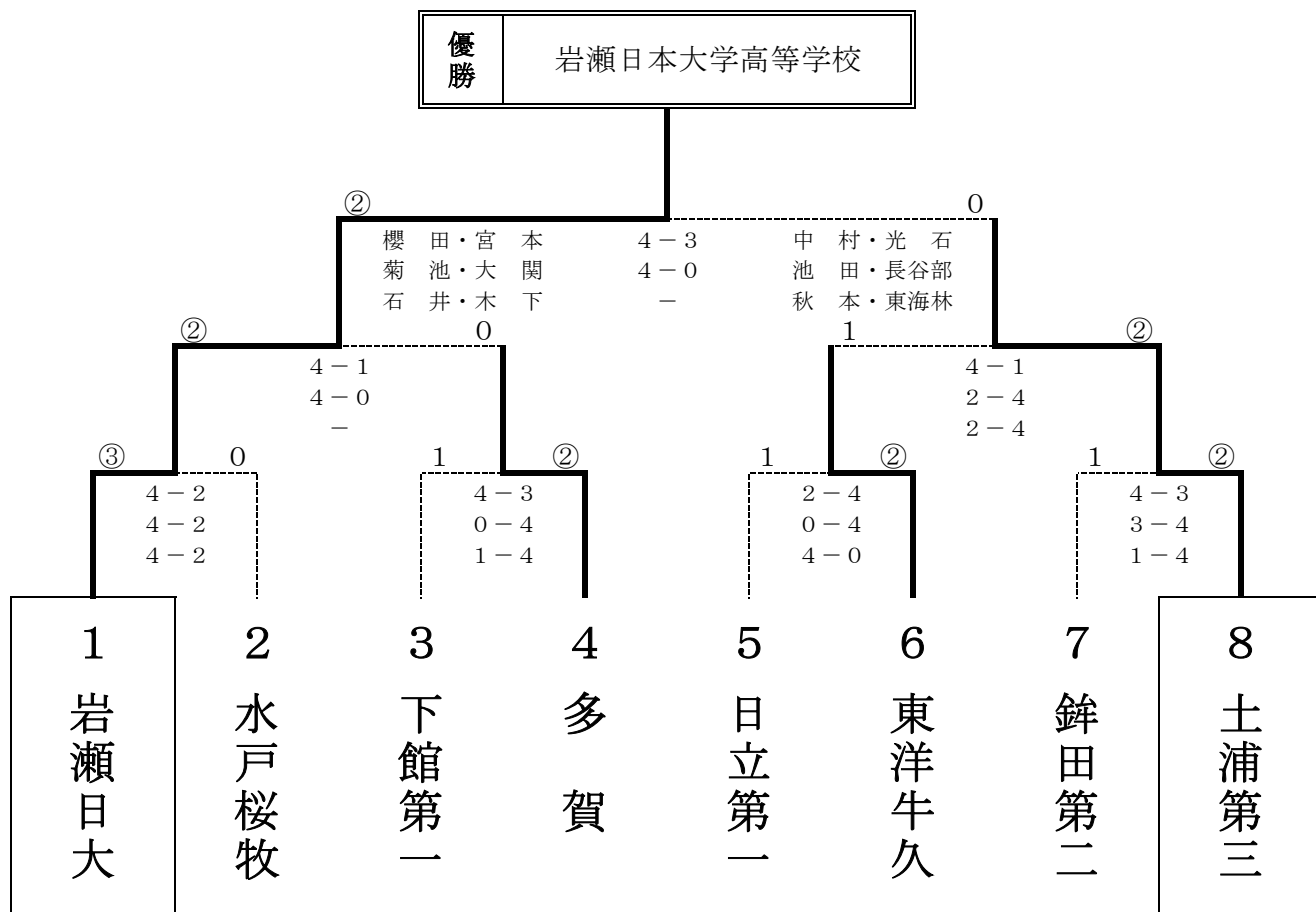 優勝
岩瀬日本大学高等学校
② 0
櫻 田・宮 本 4-3 中 村・光 石
菊 池・大 関 4-0 池 田・長谷部
石 井・木 下 - 秋 本・東海林
② 0 1 ②
4-1 4-1
4-0 2-4
- 2-4
③ 0 1 ② 1 ② 1 ②
4-2 4-3 2-4 4-3
4-2 0-4 0-4 3-4
4-2 1-4 4-0 1-4
1 2 3 4 5 6 7 8
岩瀬日大
水戸桜牧
下館第一
多賀
日立第一
東洋牛久
鉾田第二
土浦第三